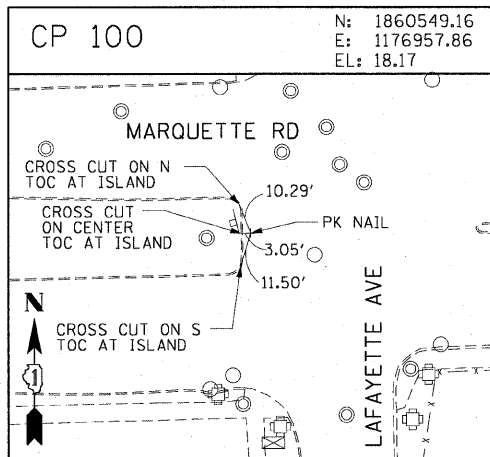 CP 100
N: 1860549.16
E: 1176957.86
EL: 18.17
MARQUETTE RD
CROSS CUT ON N
TOC AT ISLAND
10.29'
CROSS CUT
ON CENTER
TOC AT ISLAND
PK NAIL
3.05'
11.50'
N
CROSS CUT ON S
TOC AT ISLAND
LAFAYETTE AVE
1